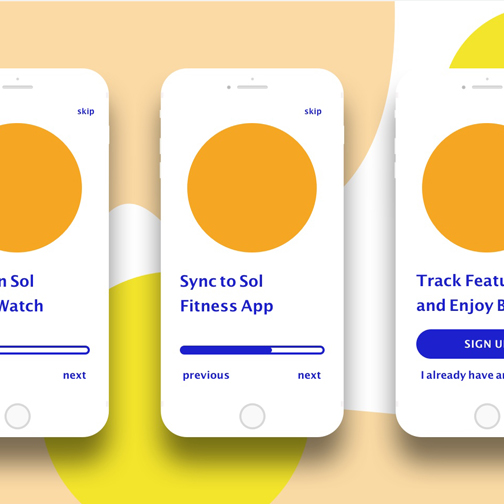 skip
n Sol
Watch
next
skip
Sync to Sol
Fitness App
previous
next
Track Featu
and Enjoy B
SIGN U
I already have an